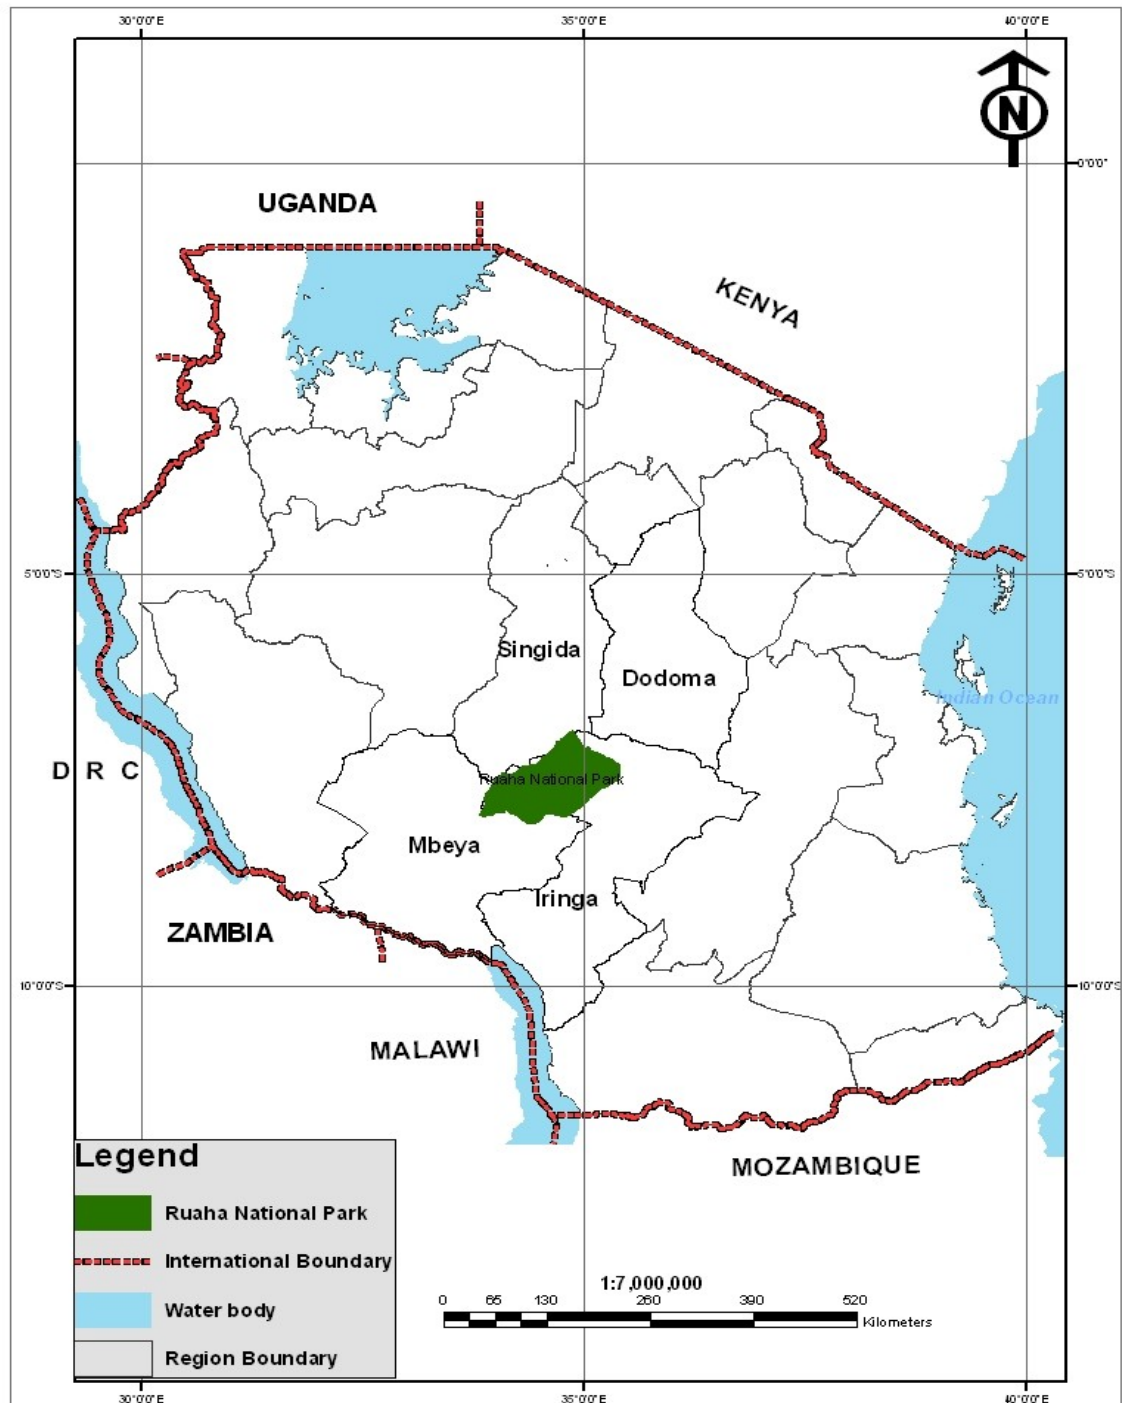 30°0'0"E 35°0'0"E 40°0'0"E
N
0°0'0"
UGANDA
KENYA
5°0'0"S 5°0'0"S
Singida
Dodoma
Indian Ocean
D R C
Ruaha National Park
Mbeya
Iringa
ZAMBIA
10°0'0"S 10°0'0"S
MALAWI
MOZAMBIQUE
Legend
Ruaha National Park
International Boundary
Water body
Region Boundary
1:7,000,000
0 65 130 260 390 520
Kilometers
30°0'0"E 35°0'0"E 40°0'0"E